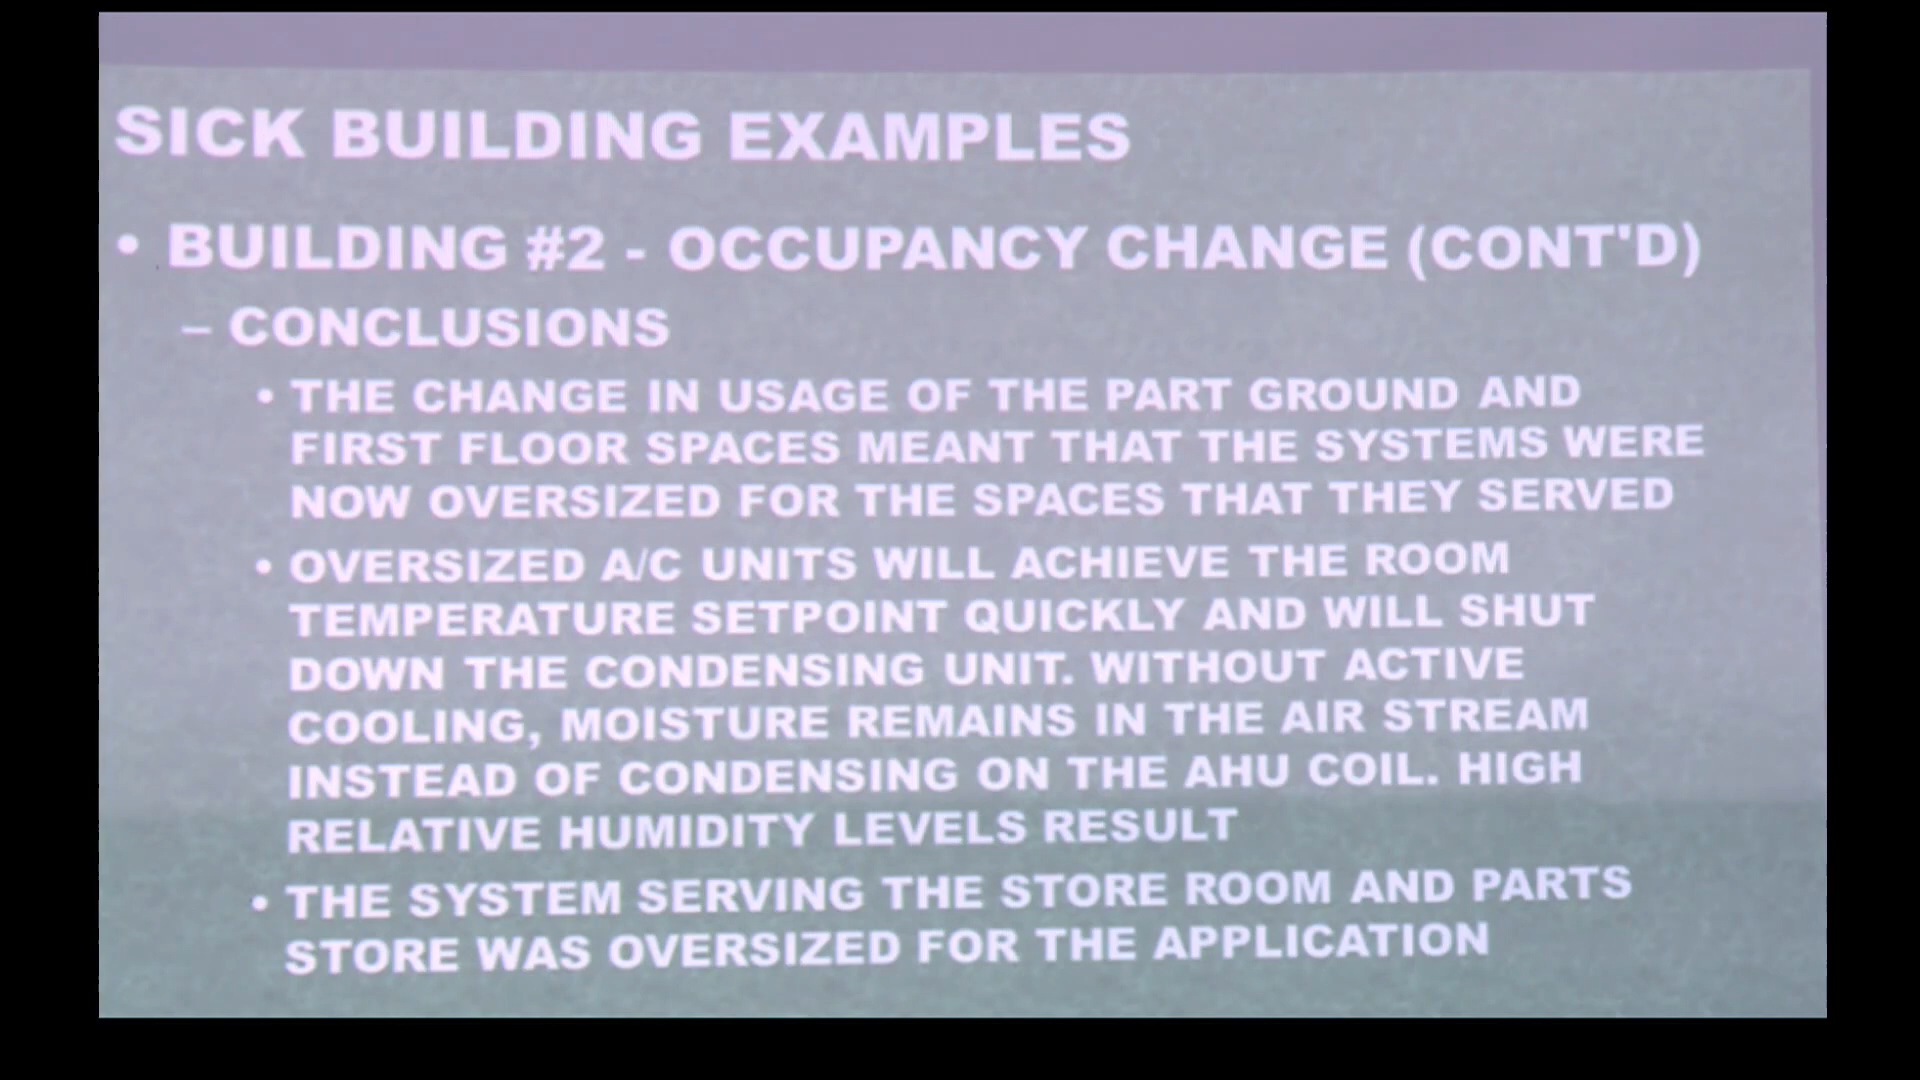 SICK BUILDING EXAMPLES
• BUILDING #2 - OCCUPANCY CHANGE (CONT'D)
– CONCLUSIONS
• THE CHANGE IN USAGE OF THE PART GROUND AND
FIRST FLOOR SPACES MEANT THAT THE SYSTEMS WERE
NOW OVERSIZED FOR THE SPACES THAT THEY SERVED
• OVERSIZED A/C UNITS WILL ACHIEVE THE ROOM
TEMPERATURE SETPOINT QUICKLY AND WILL SHUT
DOWN THE CONDENSING UNIT. WITHOUT ACTIVE
COOLING, MOISTURE REMAINS IN THE AIR STREAM
INSTEAD OF CONDENSING ON THE AHU COIL. HIGH
RELATIVE HUMIDITY LEVELS RESULT
• THE SYSTEM SERVING THE STORE ROOM AND PARTS
STORE WAS OVERSIZED FOR THE APPLICATION